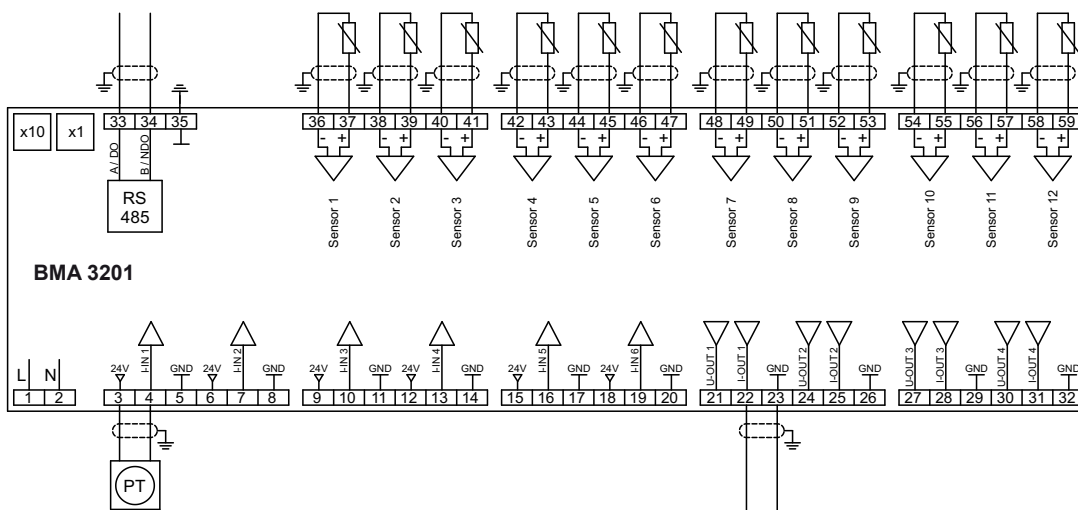 x10 x1
33 34 35 36 37 38 39 40 41 42 43 44 45 46 47 48 49 50 51 52 53 54 55 56 57 58 59
- + - + - + - + - + - + - + - + - + - + - + - +
A / DO B / NDO
RS
485
Sensor 1 Sensor 2 Sensor 3 Sensor 4 Sensor 5 Sensor 6 Sensor 7 Sensor 8 Sensor 9 Sensor 10 Sensor 11 Sensor 12
BMA 3201
L N 24V I-IN 1 GND 24V I-IN 2 GND 24V I-IN 3 GND 24V I-IN 4 GND 24V I-IN 5 GND 24V I-IN 6 GND U-OUT 1 I-OUT 1 GND U-OUT 2 I-OUT 2 GND U-OUT 3 I-OUT 3 GND U-OUT 4 I-OUT 4 GND
1 2 3 4 5 6 7 8 9 10 11 12 13 14 15 16 17 18 19 20 21 22 23 24 25 26 27 28 29 30 31 32
PT